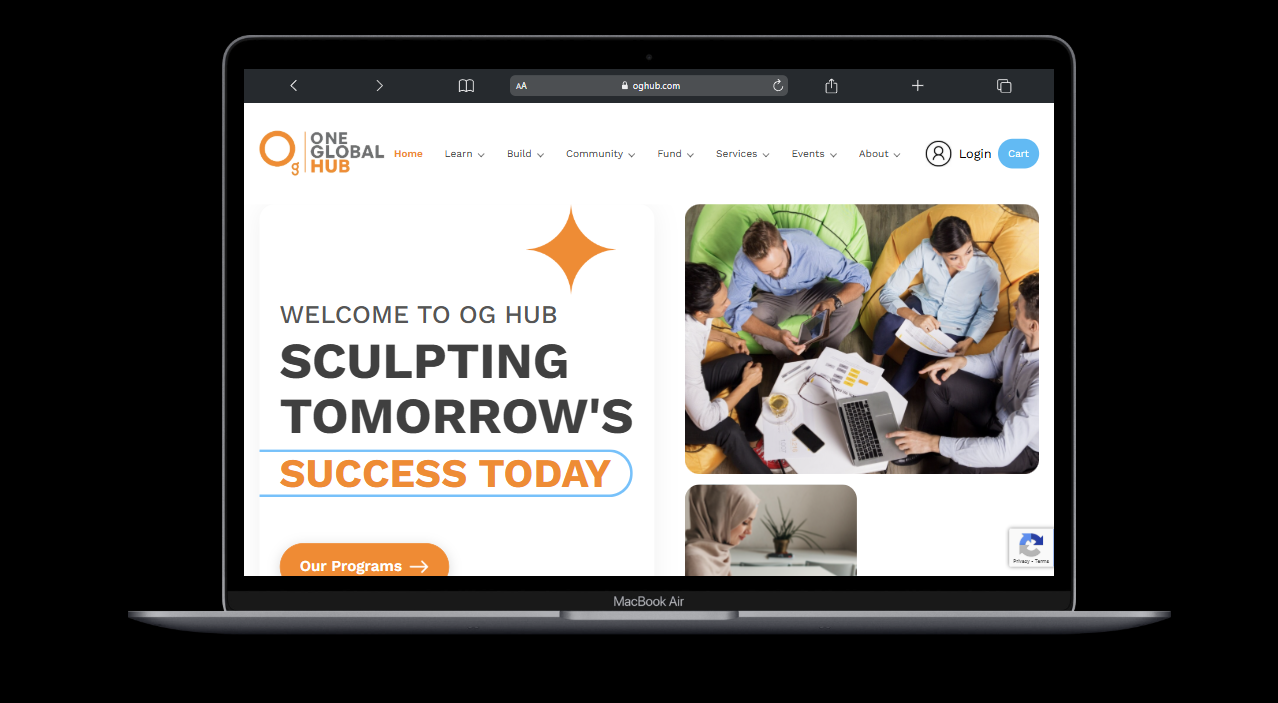 AA
oghub.com
Og
ONE
GLOBAL
HUB
Home
Learn
Build
Community
Fund
Services
Events
About
Login
Cart
WELCOME TO OG HUB
SCULPTING
TOMORROW'S
SUCCESS TODAY
Our Programs
Privacy - Terms
MacBook Air